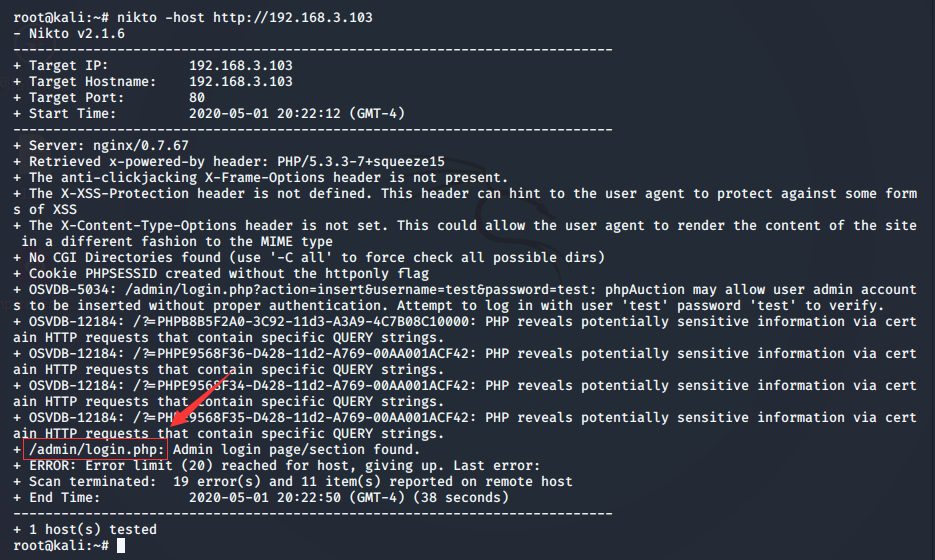 root@kali:~# nikto -host http://192.168.3.103
- Nikto v2.1.6
---------------------------------------------------------------------------
+ Target IP:          192.168.3.103
+ Target Hostname:    192.168.3.103
+ Target Port:        80
+ Start Time:         2020-05-01 20:22:12 (GMT-4)
---------------------------------------------------------------------------
+ Server: nginx/0.7.67
+ Retrieved x-powered-by header: PHP/5.3.3-7+squeeze15
+ The anti-clickjacking X-Frame-Options header is not present.
+ The X-XSS-Protection header is not defined. This header can hint to the user agent to protect against some form
s of XSS
+ The X-Content-Type-Options header is not set. This could allow the user agent to render the content of the site
 in a different fashion to the MIME type
+ No CGI Directories found (use '-C all' to force check all possible dirs)
+ Cookie PHPSESSID created without the httponly flag
+ OSVDB-5034: /admin/login.php?action=insert&username=test&password=test: phpAuction may allow user admin account
s to be inserted without proper authentication. Attempt to log in with user 'test' password 'test' to verify.
+ OSVDB-12184: /?=PHPB8B5F2A0-3C92-11d3-A3A9-4C7B08C10000: PHP reveals potentially sensitive information via cert
ain HTTP requests that contain specific QUERY strings.
+ OSVDB-12184: /?=PHPE9568F36-D428-11d2-A769-00AA001ACF42: PHP reveals potentially sensitive information via cert
ain HTTP requests that contain specific QUERY strings.
+ OSVDB-12184: /?=PHPE9568F34-D428-11d2-A769-00AA001ACF42: PHP reveals potentially sensitive information via cert
ain HTTP requests that contain specific QUERY strings.
+ OSVDB-12184: /?=PHPE9568F35-D428-11d2-A769-00AA001ACF42: PHP reveals potentially sensitive information via cert
ain HTTP requests that contain specific QUERY strings.
+ /admin/login.php: Admin login page/section found.
+ ERROR: Error limit (20) reached for host, giving up. Last error:
+ Scan terminated:  19 error(s) and 11 item(s) reported on remote host
+ End Time:           2020-05-01 20:22:50 (GMT-4) (38 seconds)
---------------------------------------------------------------------------
+ 1 host(s) tested
root@kali:~#